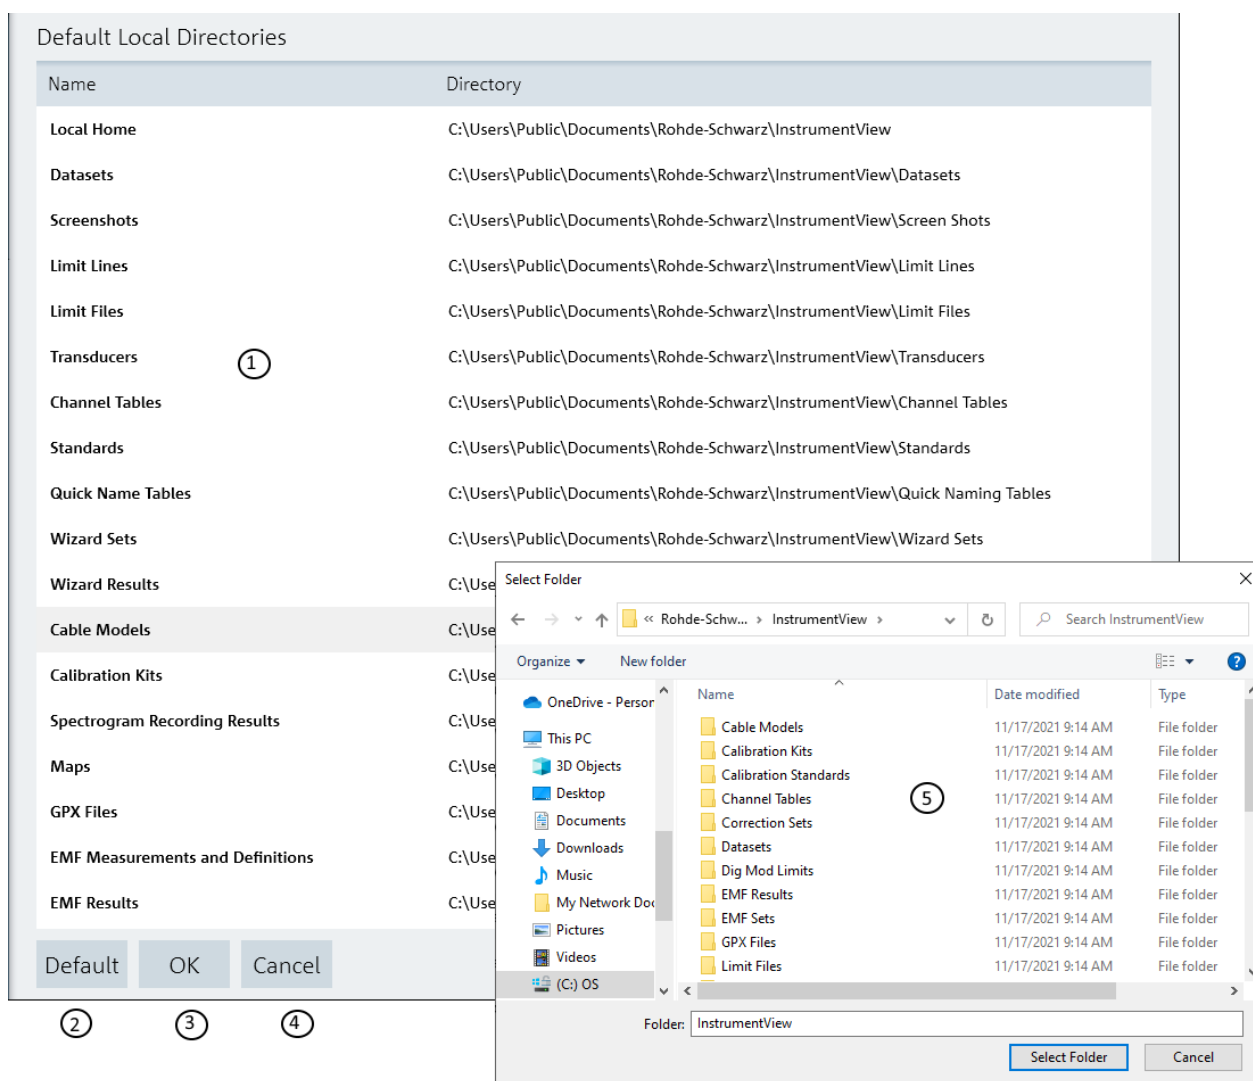 Default Local Directories
Name Directory
Local Home C:\Users\Public\Documents\Rohde-Schwarz\InstrumentView
Datasets C:\Users\Public\Documents\Rohde-Schwarz\InstrumentView\Datasets
Screenshots C:\Users\Public\Documents\Rohde-Schwarz\InstrumentView\Screen Shots
Limit Lines C:\Users\Public\Documents\Rohde-Schwarz\InstrumentView\Limit Lines
Limit Files C:\Users\Public\Documents\Rohde-Schwarz\InstrumentView\Limit Files
Transducers 1 C:\Users\Public\Documents\Rohde-Schwarz\InstrumentView\Transducers
Channel Tables C:\Users\Public\Documents\Rohde-Schwarz\InstrumentView\Channel Tables
Standards C:\Users\Public\Documents\Rohde-Schwarz\InstrumentView\Standards
Quick Name Tables C:\Users\Public\Documents\Rohde-Schwarz\InstrumentView\Quick Naming Tables
Wizard Sets C:\Users\Public\Documents\Rohde-Schwarz\InstrumentView\Wizard Sets
Wizard Results C:\Use
Cable Models C:\Use
Calibration Kits C:\Use
Spectrogram Recording Results C:\Use
Maps C:\Use
GPX Files C:\Use
EMF Measurements and Definitions C:\Use
EMF Results C:\Use
Default OK Cancel
2 3 4
Select Folder
« Rohde-Schw... › InstrumentView › Search InstrumentView
Organize New folder
OneDrive - Person
This PC
3D Objects
Desktop
Documents
Downloads
Music
My Network Doc
Pictures
Videos
(C:) OS
Name Date modified Type
Cable Models 11/17/2021 9:14 AM File folder
Calibration Kits 11/17/2021 9:14 AM File folder
Calibration Standards 11/17/2021 9:14 AM File folder
Channel Tables 5 11/17/2021 9:14 AM File folder
Correction Sets 11/17/2021 9:14 AM File folder
Datasets 11/17/2021 9:14 AM File folder
Dig Mod Limits 11/17/2021 9:14 AM File folder
EMF Results 11/17/2021 9:14 AM File folder
EMF Sets 11/17/2021 9:14 AM File folder
GPX Files 11/17/2021 9:14 AM File folder
Limit Files 11/17/2021 9:14 AM File folder
Folder: InstrumentView
Select Folder Cancel